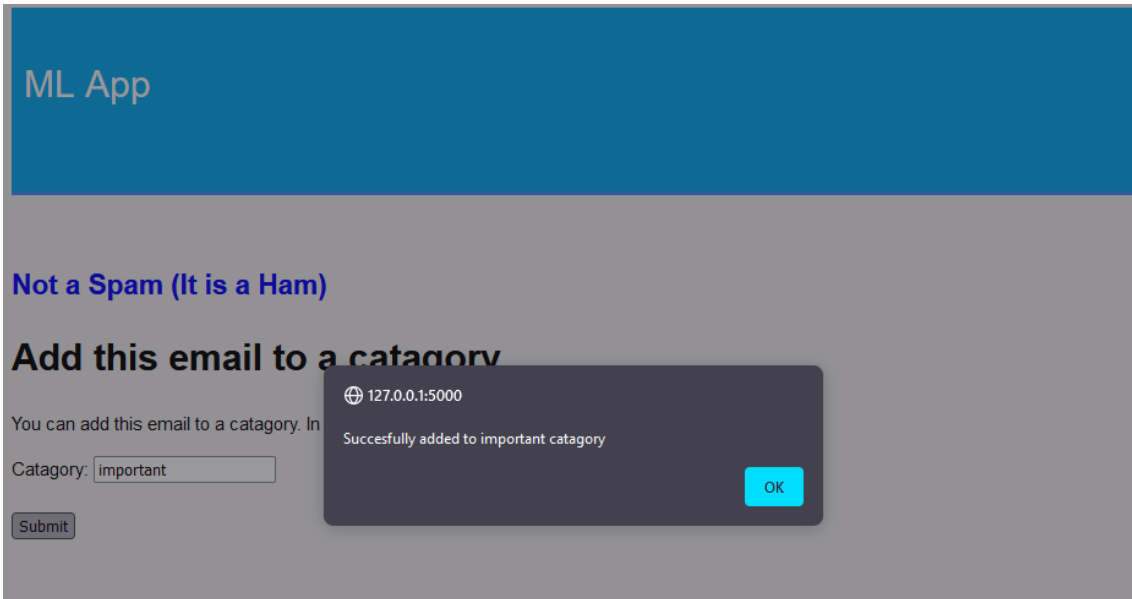 ML App
Not a Spam (It is a Ham)
Add this email to a catagory
127.0.0.1:5000
You can add this email to a catagory. In
Succesfully added to important catagory
Catagory: important
OK
Submit